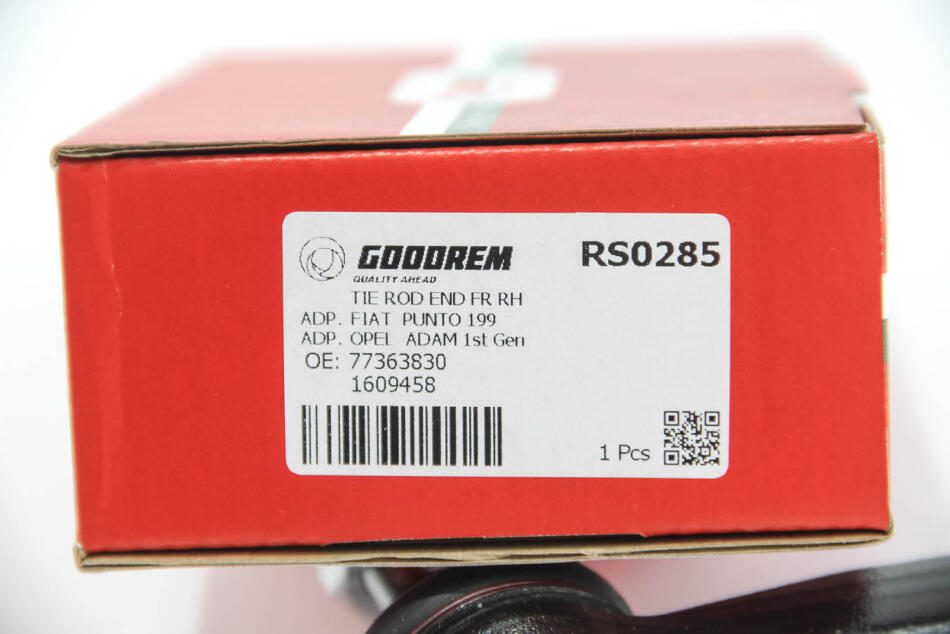 GOODREM
QUALITY AHEAD
RS0285
TIE ROD END FR RH
ADP. FIAT PUNTO 199
ADP. OPEL ADAM 1st Gen
OE: 77363830
1609458
1 Pcs